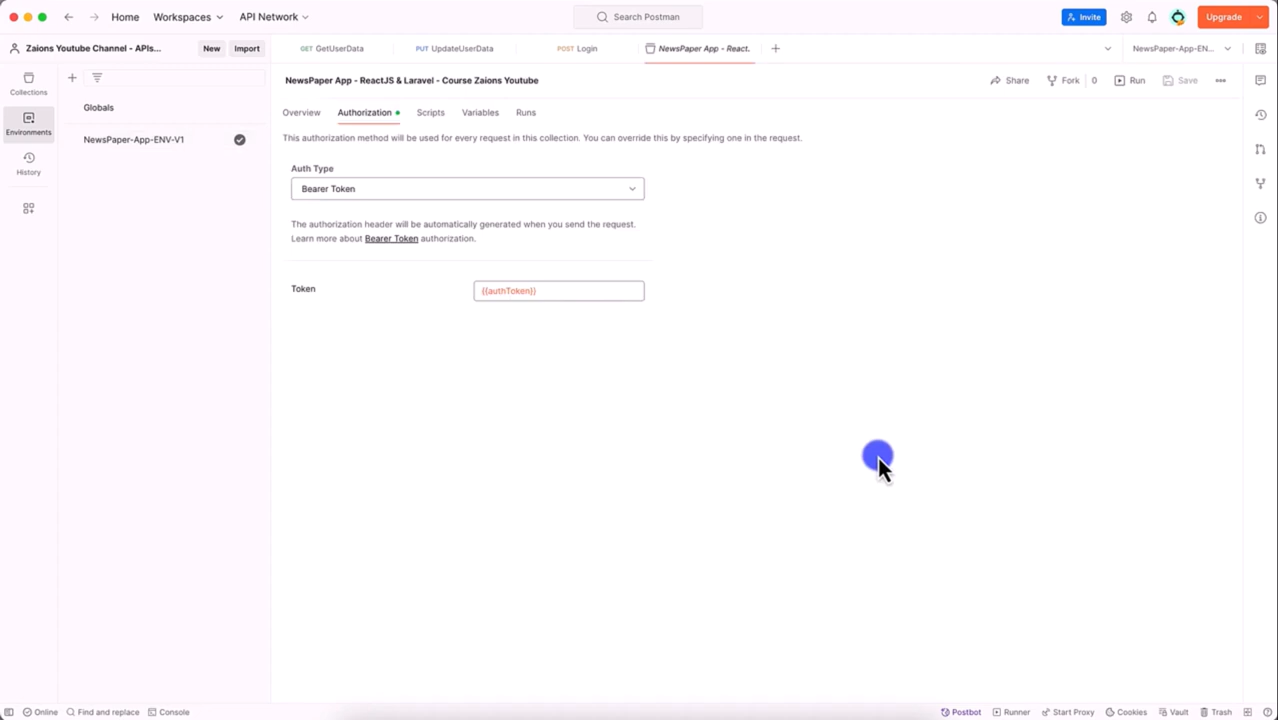 Home
Workspaces
API Network
Search Postman
Invite
Upgrade
Zaions Youtube Channel - APIs...
New
Import
GET GetUserData
PUT UpdateUserData
POST Login
NewsPaper App - React.
NewsPaper-App-EN...
Collections
Environments
History
Globals
NewsPaper-App-ENV-V1
NewsPaper App - ReactJS & Laravel - Course Zaions Youtube
Share
Fork 0
Run
Save
Overview
Authorization
Scripts
Variables
Runs
This authorization method will be used for every request in this collection. You can override this by specifying one in the request.
Auth Type
Bearer Token
The authorization header will be automatically generated when you send the request.
Learn more about Bearer Token authorization.
Token
{{authToken}}
Online
Find and replace
Console
Postbot
Runner
Start Proxy
Cookies
Vault
Trash